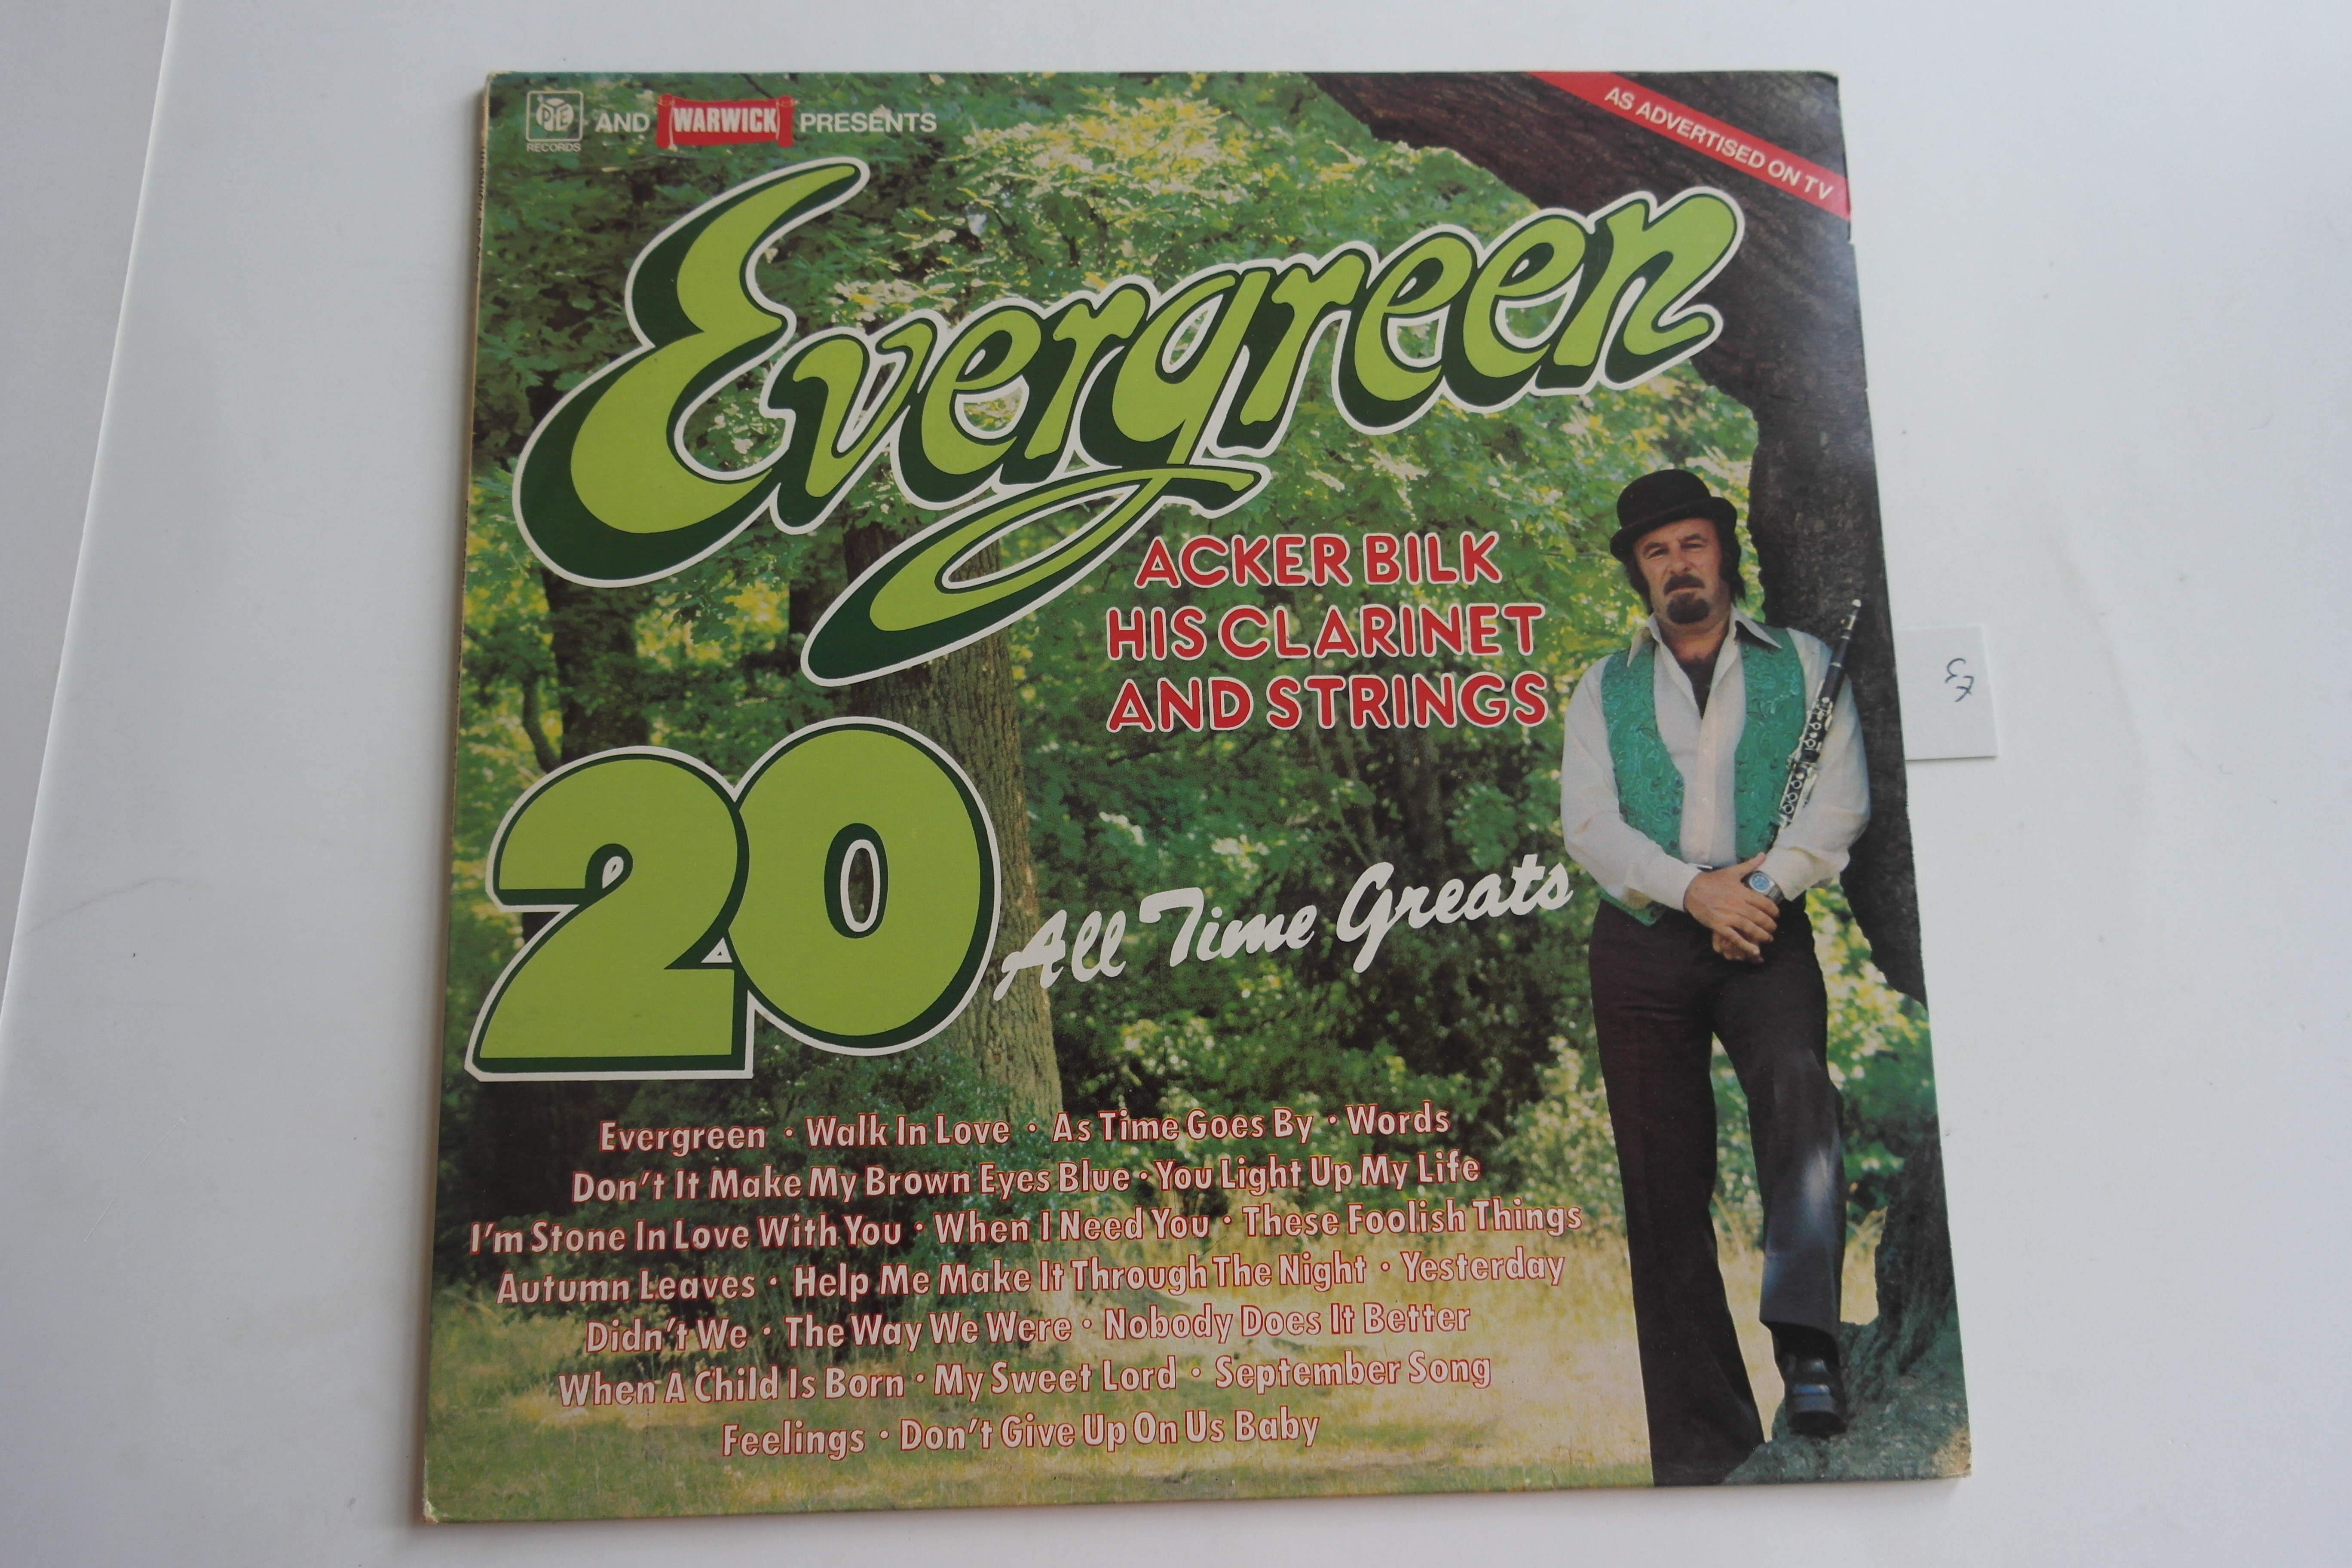 PYE RECORDS AND WARWICK PRESENTS
AS ADVERTISED ON TV
Evergreen
ACKER BILK
HIS CLARINET
AND STRINGS
20 All Time Greats
Evergreen • Walk In Love • As Time Goes By • Words
Don't It Make My Brown Eyes Blue • You Light Up My Life
I'm Stone In Love With You • When I Need You • These Foolish Things
Autumn Leaves • Help Me Make It Through The Night • Yesterday
Didn't We • The Way We Were • Nobody Does It Better
When A Child Is Born • My Sweet Lord • September Song
Feelings • Don't Give Up On Us Baby